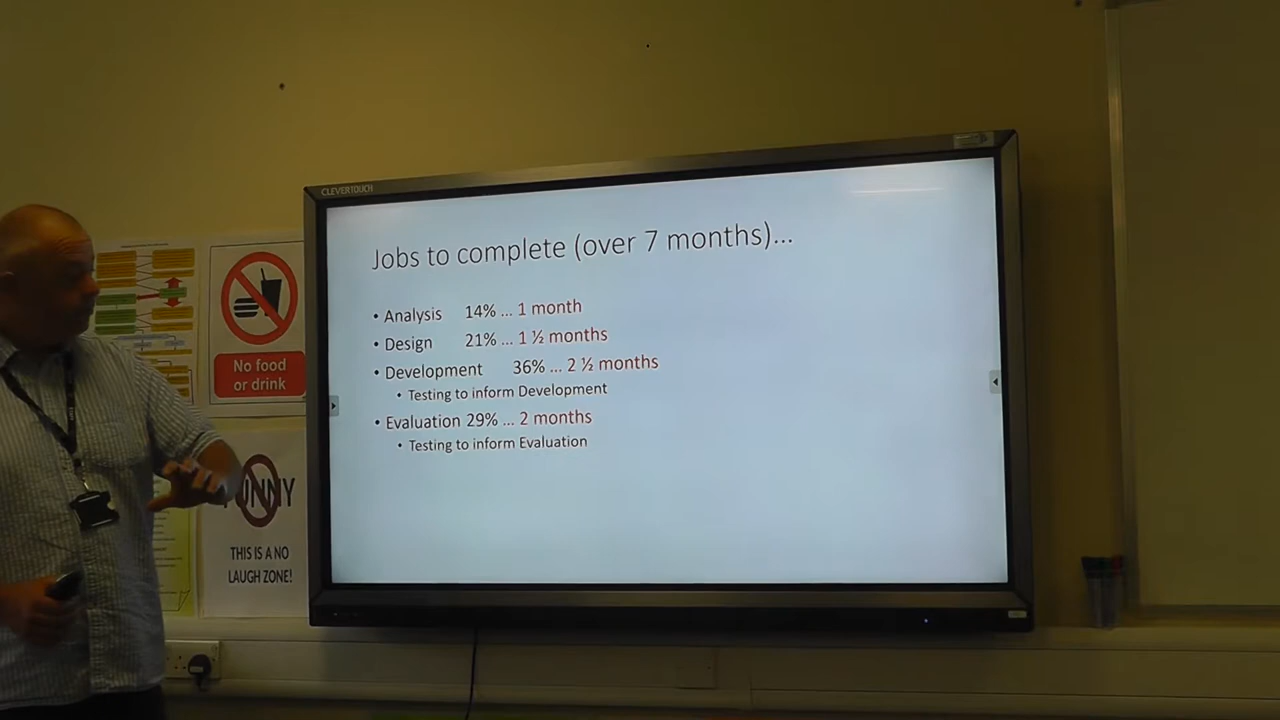 CLEVERTOUCH
Jobs to complete (over 7 months)...
• Analysis 14% ... 1 month
• Design 21% ... 1 ½ months
• Development 36% ... 2 ½ months
• Testing to inform Development
• Evaluation 29% ... 2 months
• Testing to inform Evaluation
No food
or drink
THIS IS A NO
LAUGH ZONE!